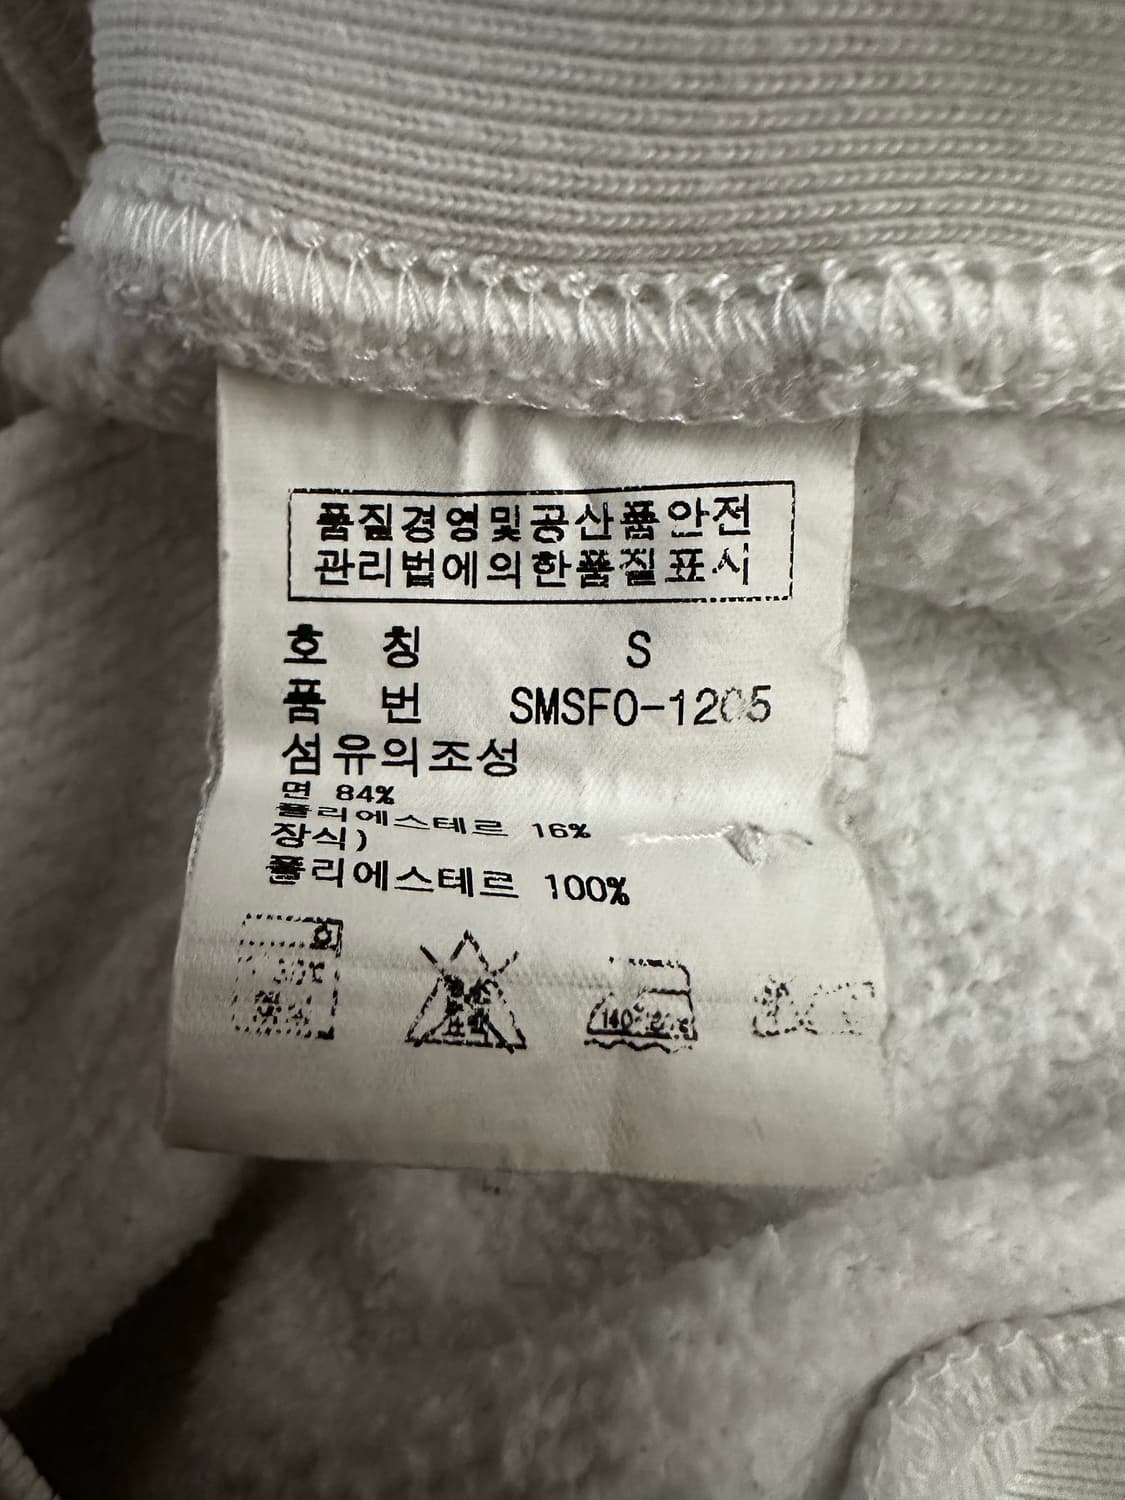 품질경영및공산품안전
관리법에의한품질표시
호 칭 S
품 번 SMSFO-1205
섬유의조성
면 84%
폴리에스테르 16%
장식)
폴리에스테르 100%